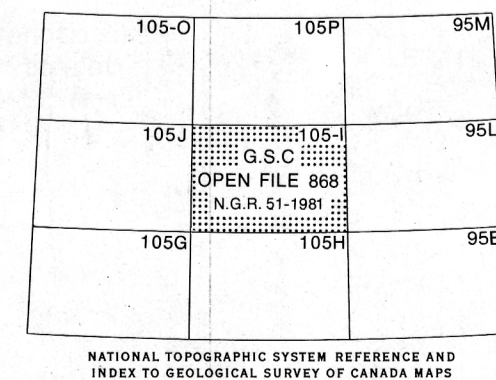 105-O 105P 95M
105J 105-I 95L
G.S.C
OPEN FILE 868
N.G.R. 51-1981
105G 105H 95E
NATIONAL TOPOGRAPHIC SYSTEM REFERENCE AND
INDEX TO GEOLOGICAL SURVEY OF CANADA MAPS